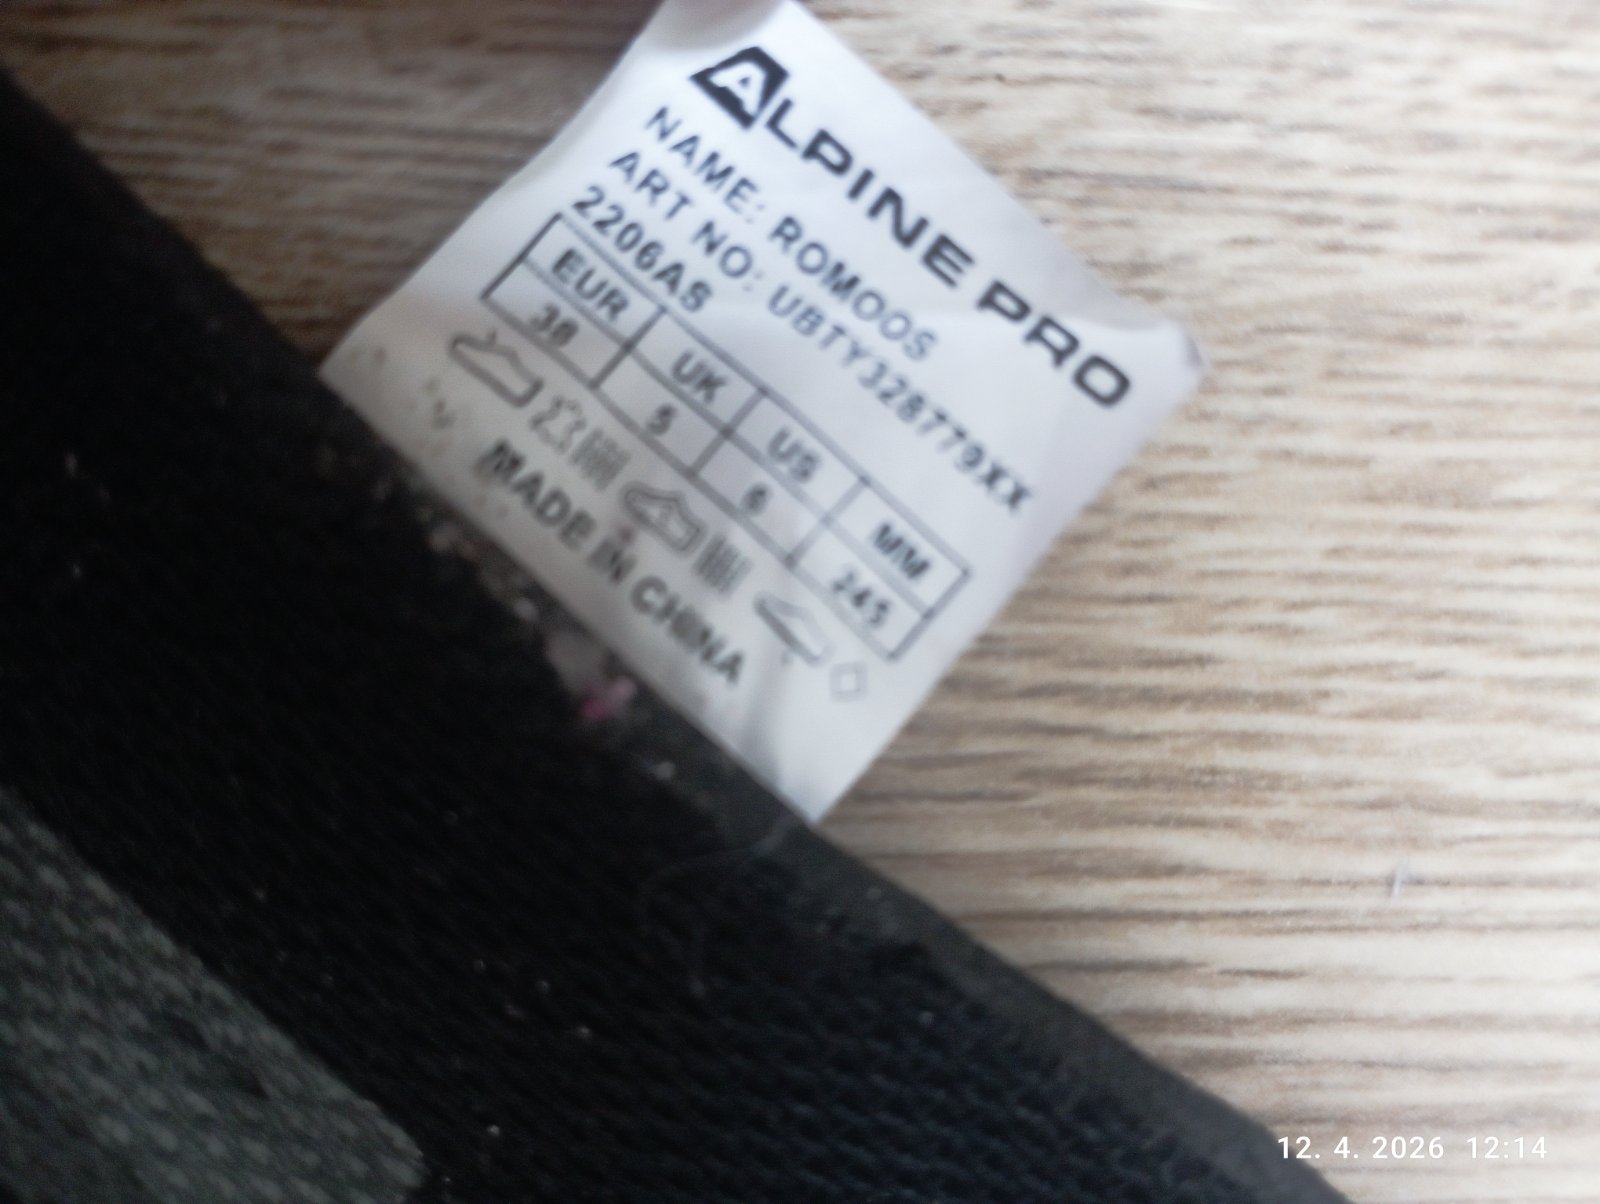 ALPINE PRO
NAME: ROMOOS
ART NO: UBTY328779XX
2206AS
EUR UK US MM
38 5 6 245
MADE IN CHINA
12. 4. 2026 12:14